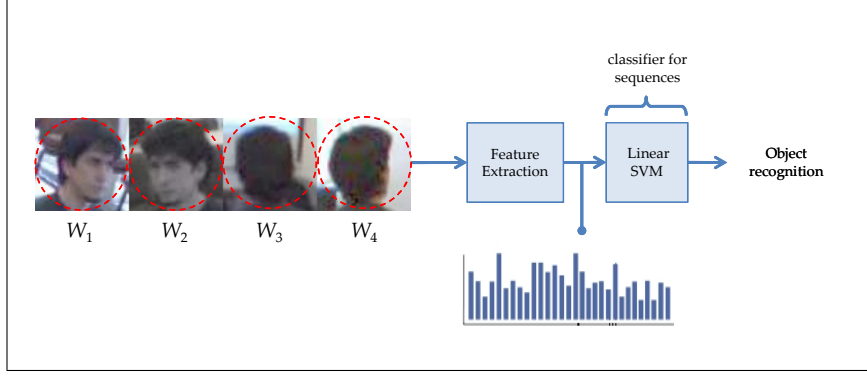 classifier for
sequences
Feature
Extraction
Linear
SVM
Object
recognition
W1
W2
W3
W4